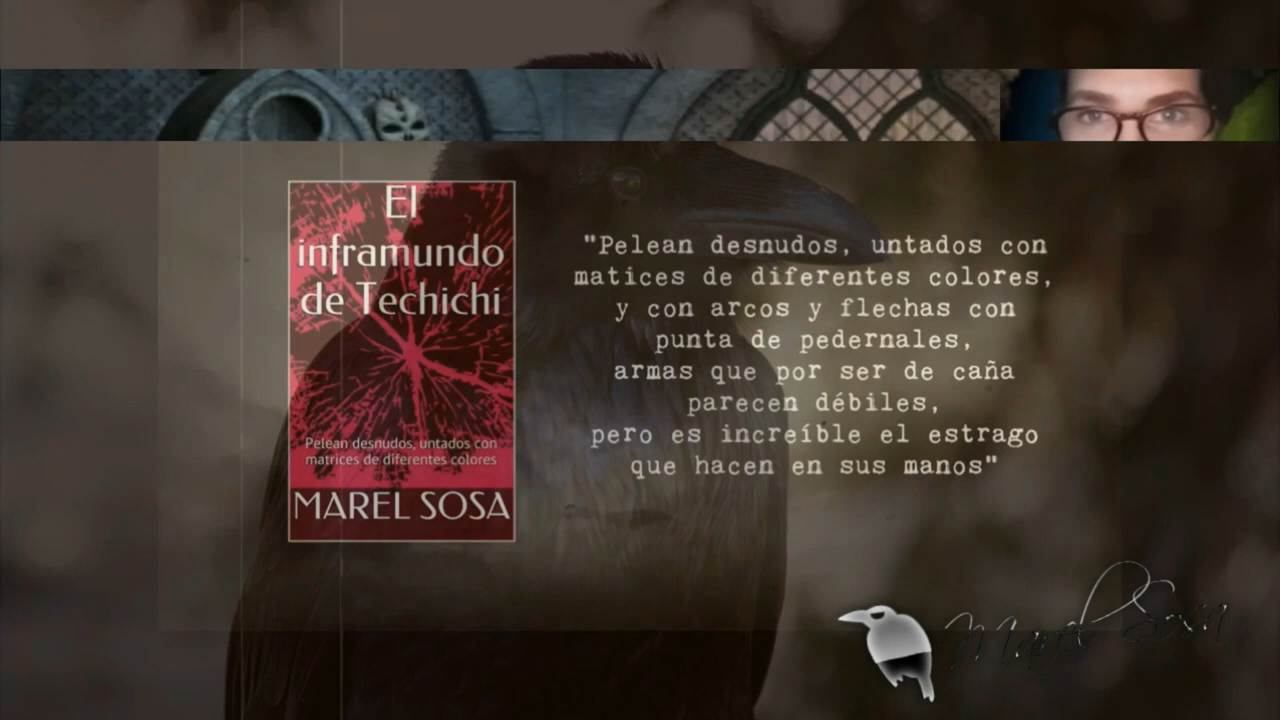 El
inframundo
de Techichi
Pelean desnudos, untados con
matrices de diferentes colores
MAREL SOSA
"Pelean desnudos, untados con
matices de diferentes colores,
y con arcos y flechas con
punta de pedernales,
armas que por ser de caña
parecen débiles,
pero es increíble el estrago
que hacen en sus manos"
Marel Sosa